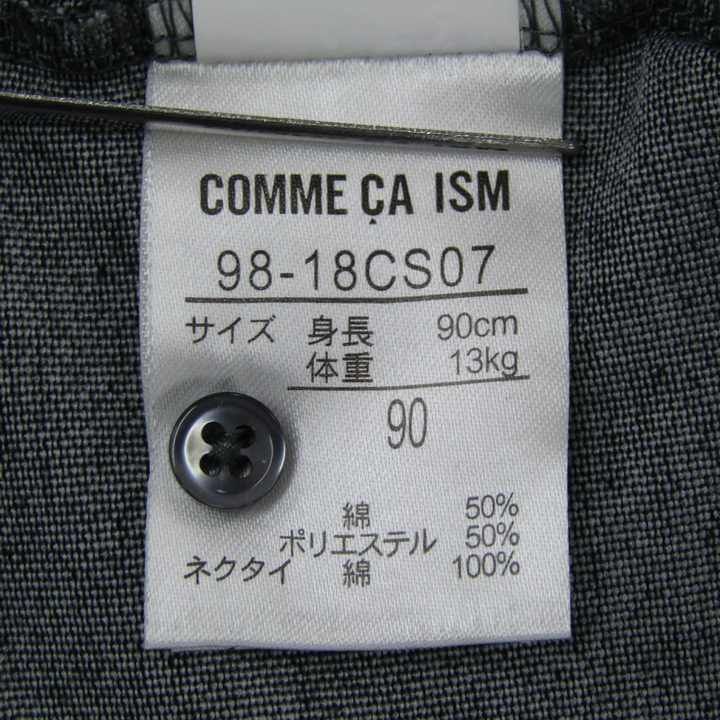 COMME ÇA ISM
98-18CS07
サイズ 身長 90cm
体重 13kg
90
綿 50%
ポリエステル 50%
ネクタイ 綿 100%